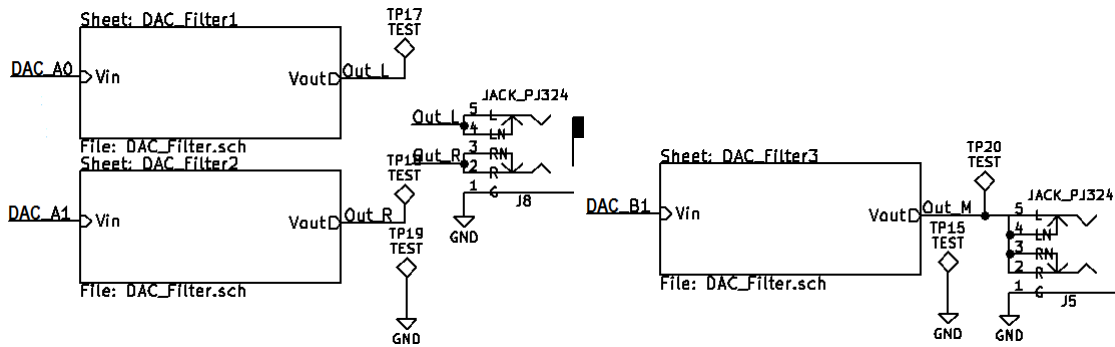 Sheet: DAC_Filter1
DAC_A0
Vin
Vout
Out_L
File: DAC_Filter.sch
TP17
TEST
Sheet: DAC_Filter2
DAC_A1
Vin
Vout
Out_R
File: DAC_Filter.sch
TP18
TEST
TP19
TEST
GND
JACK_PJ324
Out_L
5 L
4 LN
Out_R
3 RN
2 R
1 G
J8
GND
Sheet: DAC_Filter3
DAC_B1
Vin
Vout
Out_M
File: DAC_Filter.sch
TP20
TEST
TP15
TEST
GND
JACK_PJ324
5 L
4 LN
3 RN
2 R
1 G
J5
GND